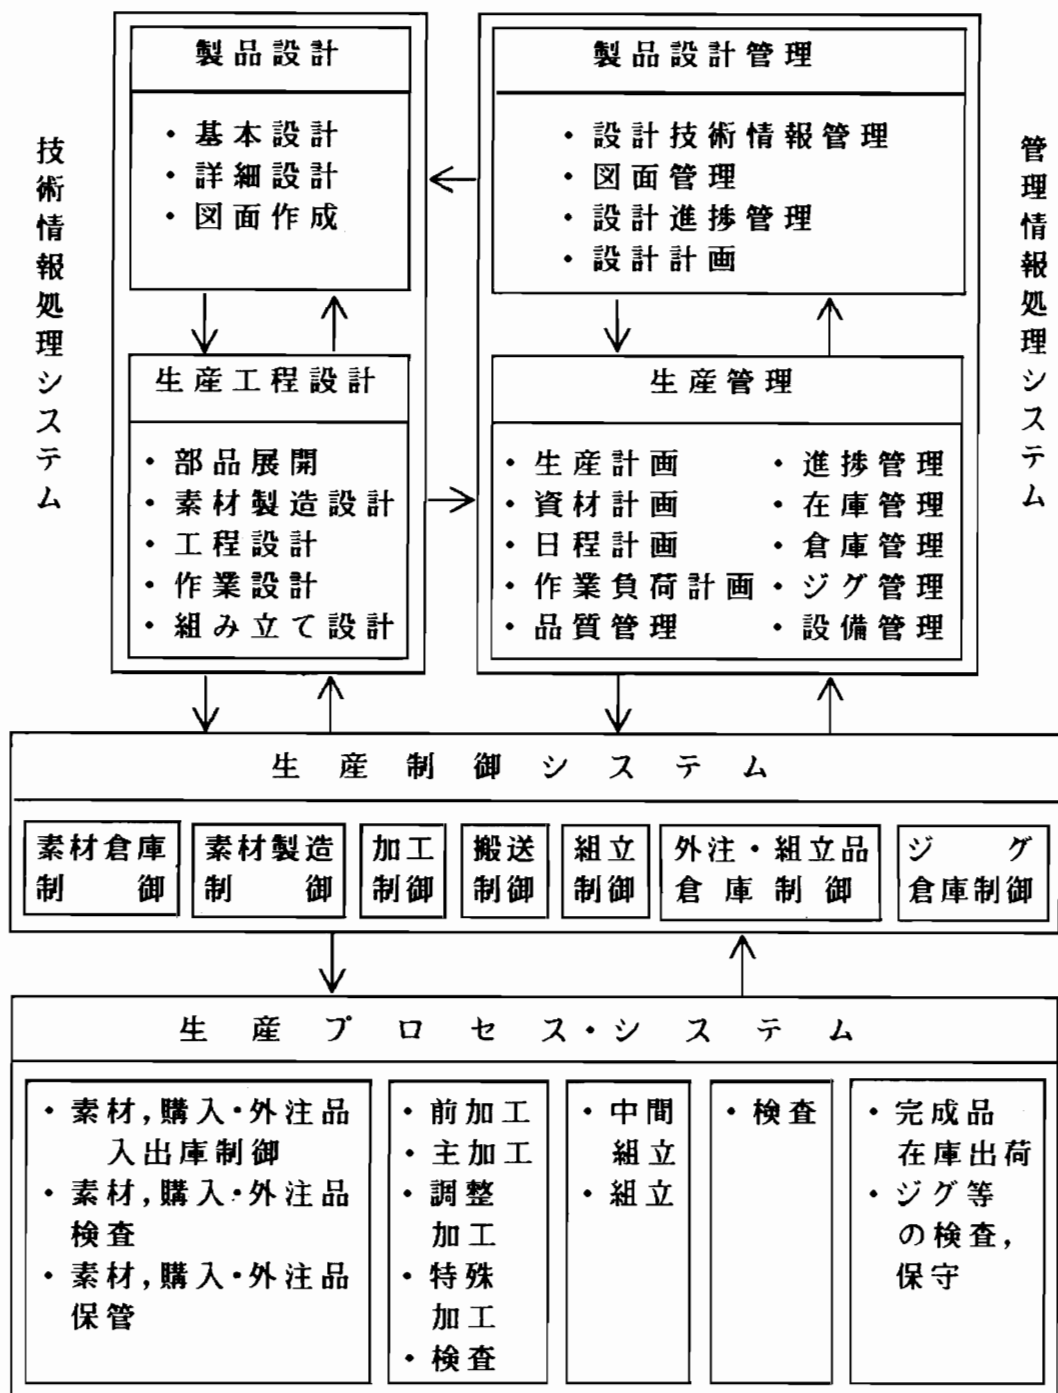 技術情報処理システム
製品設計
・基本設計
・詳細設計
・図面作成
生産工程設計
・部品展開
・素材製造設計
・工程設計
・作業設計
・組み立て設計
製品設計管理
・設計技術情報管理
・図面管理
・設計進捗管理
・設計計画
生産管理
・生産計画
・資材計画
・日程計画
・作業負荷計画
・品質管理
・進捗管理
・在庫管理
・倉庫管理
・ジグ管理
・設備管理
管理情報処理システム
生産制御システム
素材倉庫
制御
素材製造
制御
加工
制御
搬送
制御
組立
制御
外注・組立品
倉庫制御
ジグ
倉庫制御
生産プロセス・システム
・素材,購入・外注品
入出庫制御
・素材,購入・外注品
検査
・素材,購入・外注品
保管
・前加工
・主加工
・調整
加工
・特殊
加工
・検査
・中間
組立
・組立
・検査
・完成品
在庫出荷
・ジグ等
の検査,
保守